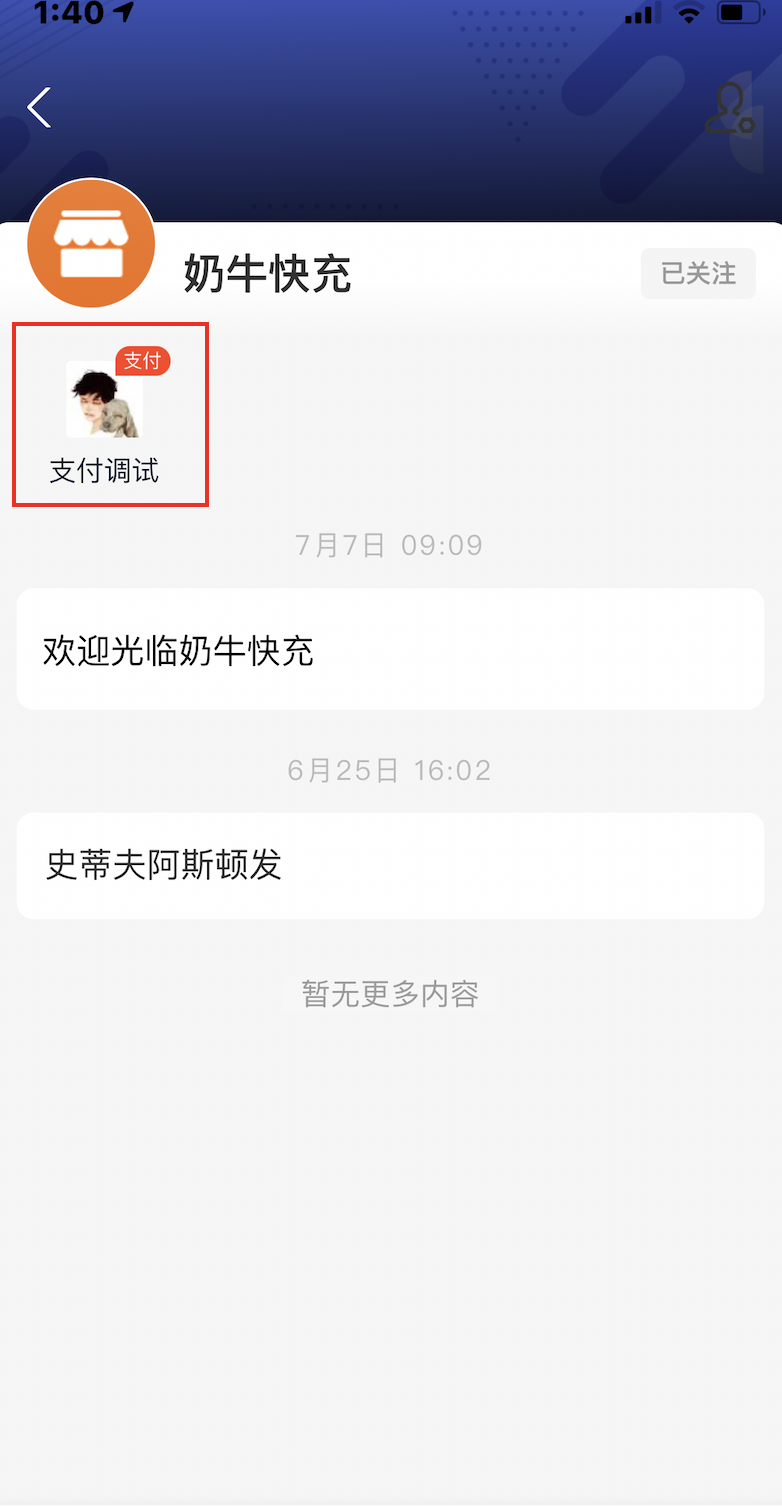 1:40
奶牛快充
已关注
支付
支付调试
7月7日 09:09
欢迎光临奶牛快充
6月25日 16:02
史蒂夫阿斯顿发
暂无更多内容